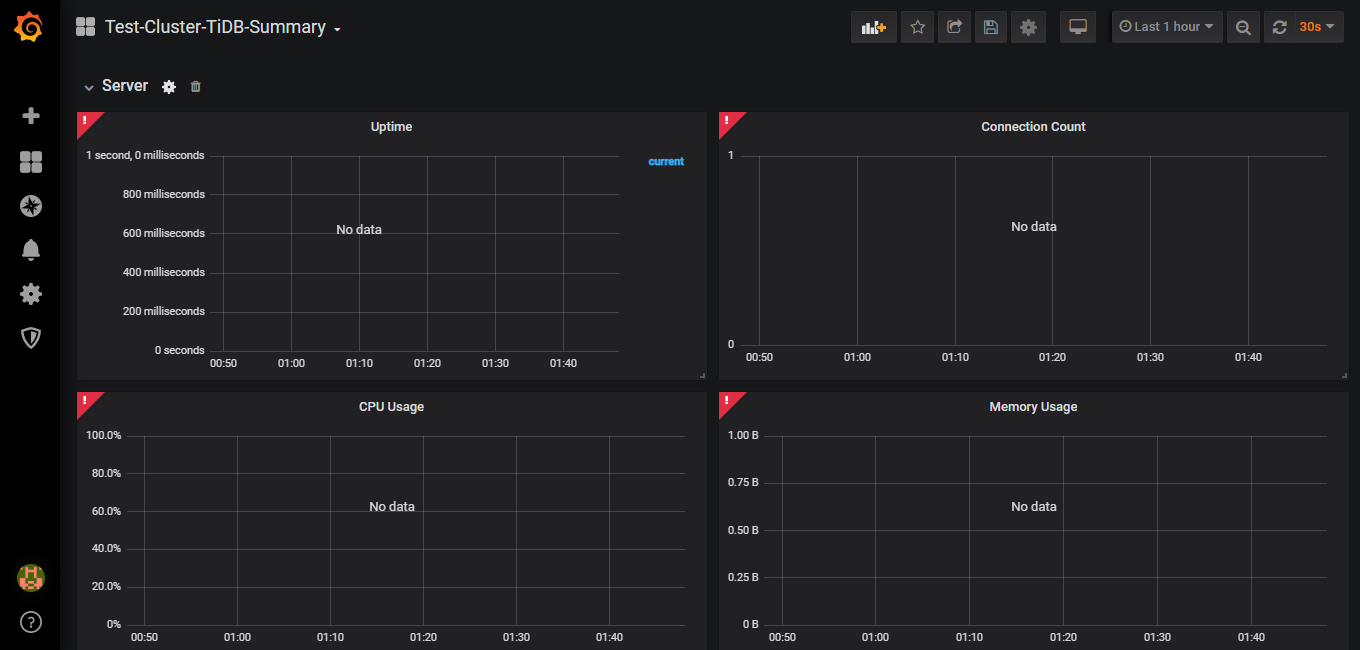 Test-Cluster-TiDB-Summary
Last 1 hour
30s
Server
!
Uptime
1 second, 0 milliseconds
800 milliseconds
600 milliseconds
400 milliseconds
200 milliseconds
0 seconds
No data
current
00:50 01:00 01:10 01:20 01:30 01:40
!
Connection Count
1
0
No data
00:50 01:00 01:10 01:20 01:30 01:40
!
CPU Usage
100.0%
80.0%
60.0%
40.0%
20.0%
0%
No data
00:50 01:00 01:10 01:20 01:30 01:40
!
Memory Usage
1.00 B
0.75 B
0.50 B
0.25 B
0 B
No data
00:50 01:00 01:10 01:20 01:30 01:40
?